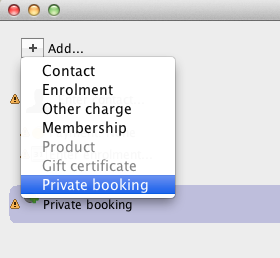 + Add...
Contact
Enrolment
Other charge
Membership
Product
Gift certificate
Private booking
Private booking